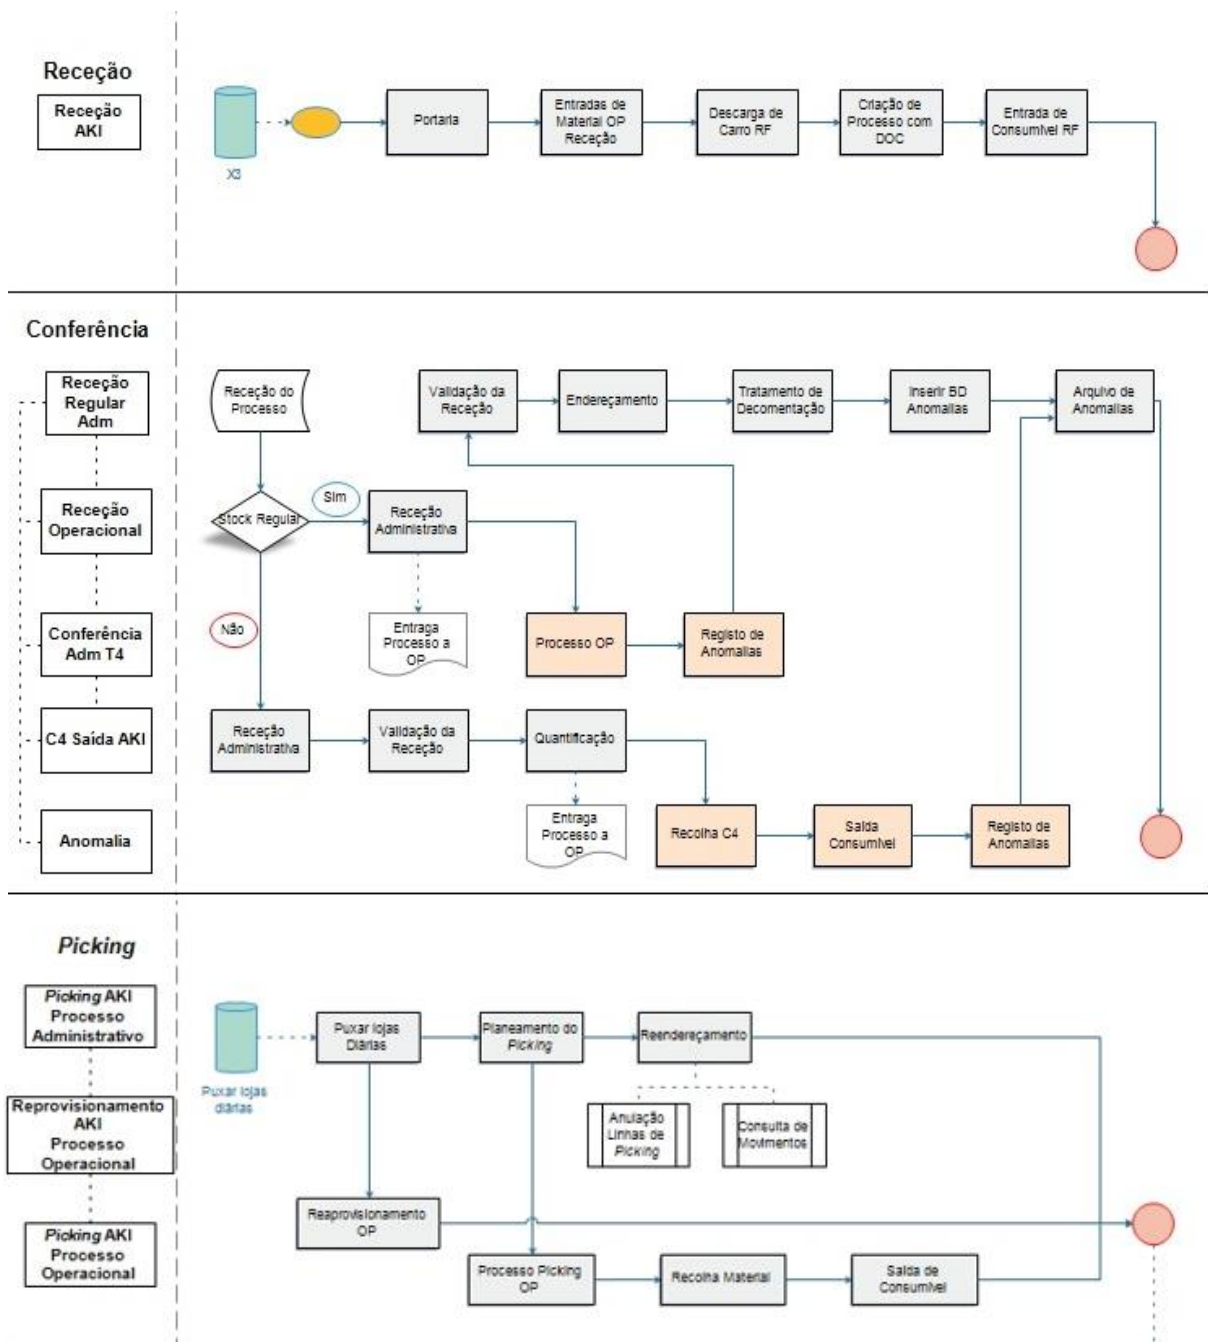 Receção
Receção
AKI
X3
Portaria
Entradas de
Material OP
Receção
Descarga de
Carro RF
Criação de
Processo com
DOC
Entrada de
Consumível RF
Conferência
Receção
Regular
Adm
Receção
Operacional
Conferência
Adm T4
C4 Saída AKI
Anomalia
Receção do
Processo
Validação da
Receção
Endereçamento
Tratamento de
Decomentação
Inserir BD
Anomalias
Arquivo de
Anomalias
Stock Regular
Sim
Receção
Administrativa
Não
Entraga
Processo a
OP
Processo OP
Registo de
Anomalias
Receção
Administrativa
Validação da
Receção
Quantificação
Entraga
Processo a
OP
Recolha C4
Saída
Consumível
Registo de
Anomalias
Picking
Picking AKI
Processo
Administrativo
Reprovisionamento
AKI
Processo
Operacional
Picking AKI
Processo
Operacional
Puxar lojas
diárias
Puxar lojas
Diárias
Planeamento do
Picking
Reendereçamento
Anulação
Linhas de
Picking
Consulta de
Movimentos
Reaprovisionamento
OP
Processo Picking
OP
Recolha Material
Saída de
Consumível